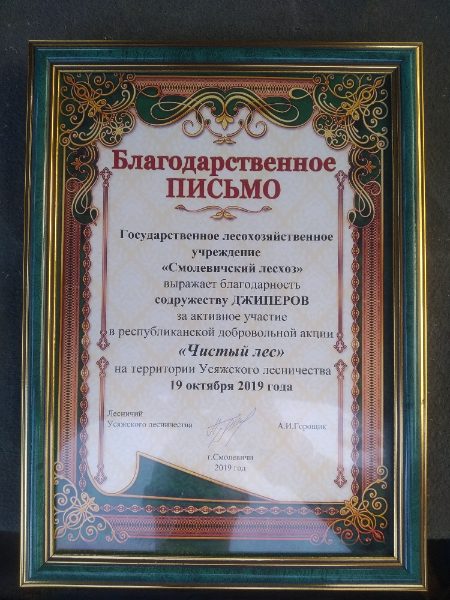 Благодарственное
ПИСЬМО
Государственное лесохозяйственное
учреждение
«Смолевичский лесхоз»
выражает благодарность
содружеству ДЖИПЕРОВ
за активное участие
в республиканской добровольной акции
«Чистый лес»
на территории Усяжского лесничества
19 октября 2019 года
Лесничий
Усяжского лесничества
А.И.Горощик
г.Смолевичи
2019 год